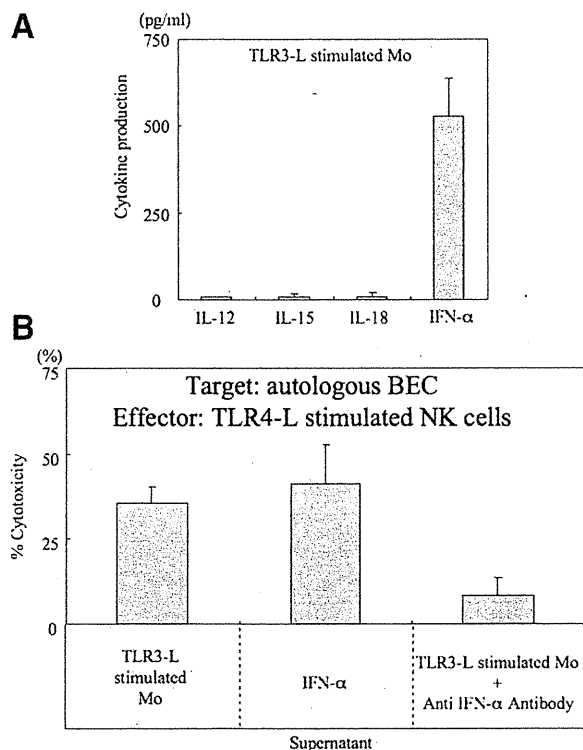 A
(pg/ml)
TLR3-L stimulated Mo
Cytokine production
750
500
250
0
IL-12 IL-15 IL-18 IFN-α
B
(%)
Target: autologous BEC
Effector: TLR4-L stimulated NK cells
% Cytotoxicity
75
50
25
0
TLR3-L
stimulated
Mo
IFN-α
TLR3-L stimulated Mo
+
Anti IFN-α Antibody
Supernatant